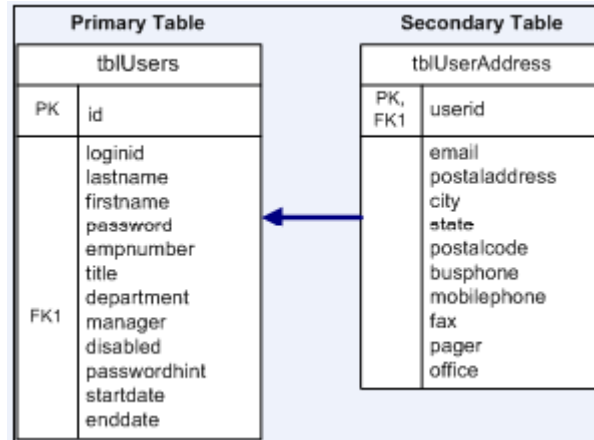 Primary Table
tblUsers
PK
id
FK1
loginid
lastname
firstname
password
empnumber
title
department
manager
disabled
passwordhint
startdate
enddate
Secondary Table
tblUserAddress
PK,
FK1
userid
email
postaladdress
city
state
postalcode
busphone
mobilephone
fax
pager
office